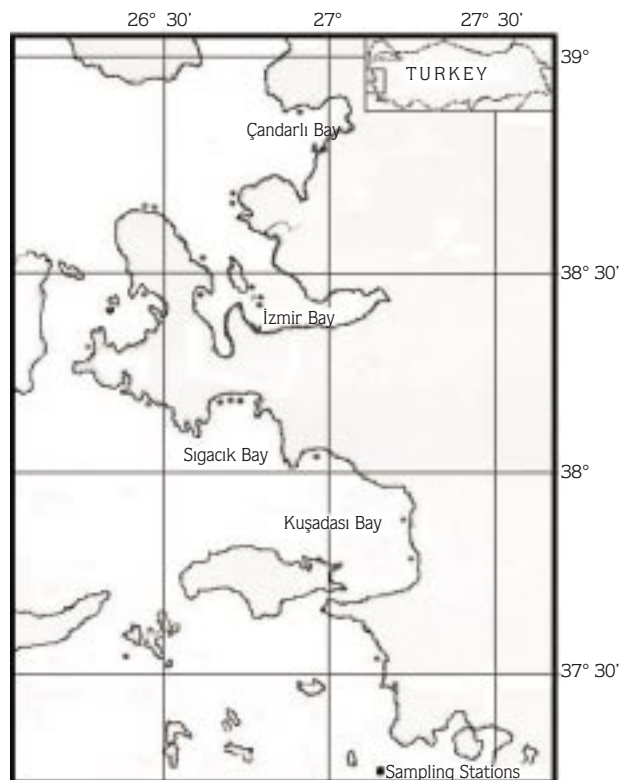 26° 30’ 27° 27° 30’
39°
TURKEY
Çandarlı Bay
38° 30’
İzmir Bay
Sıgacık Bay
38°
Kuşadası Bay
37° 30’
Sampling Stations